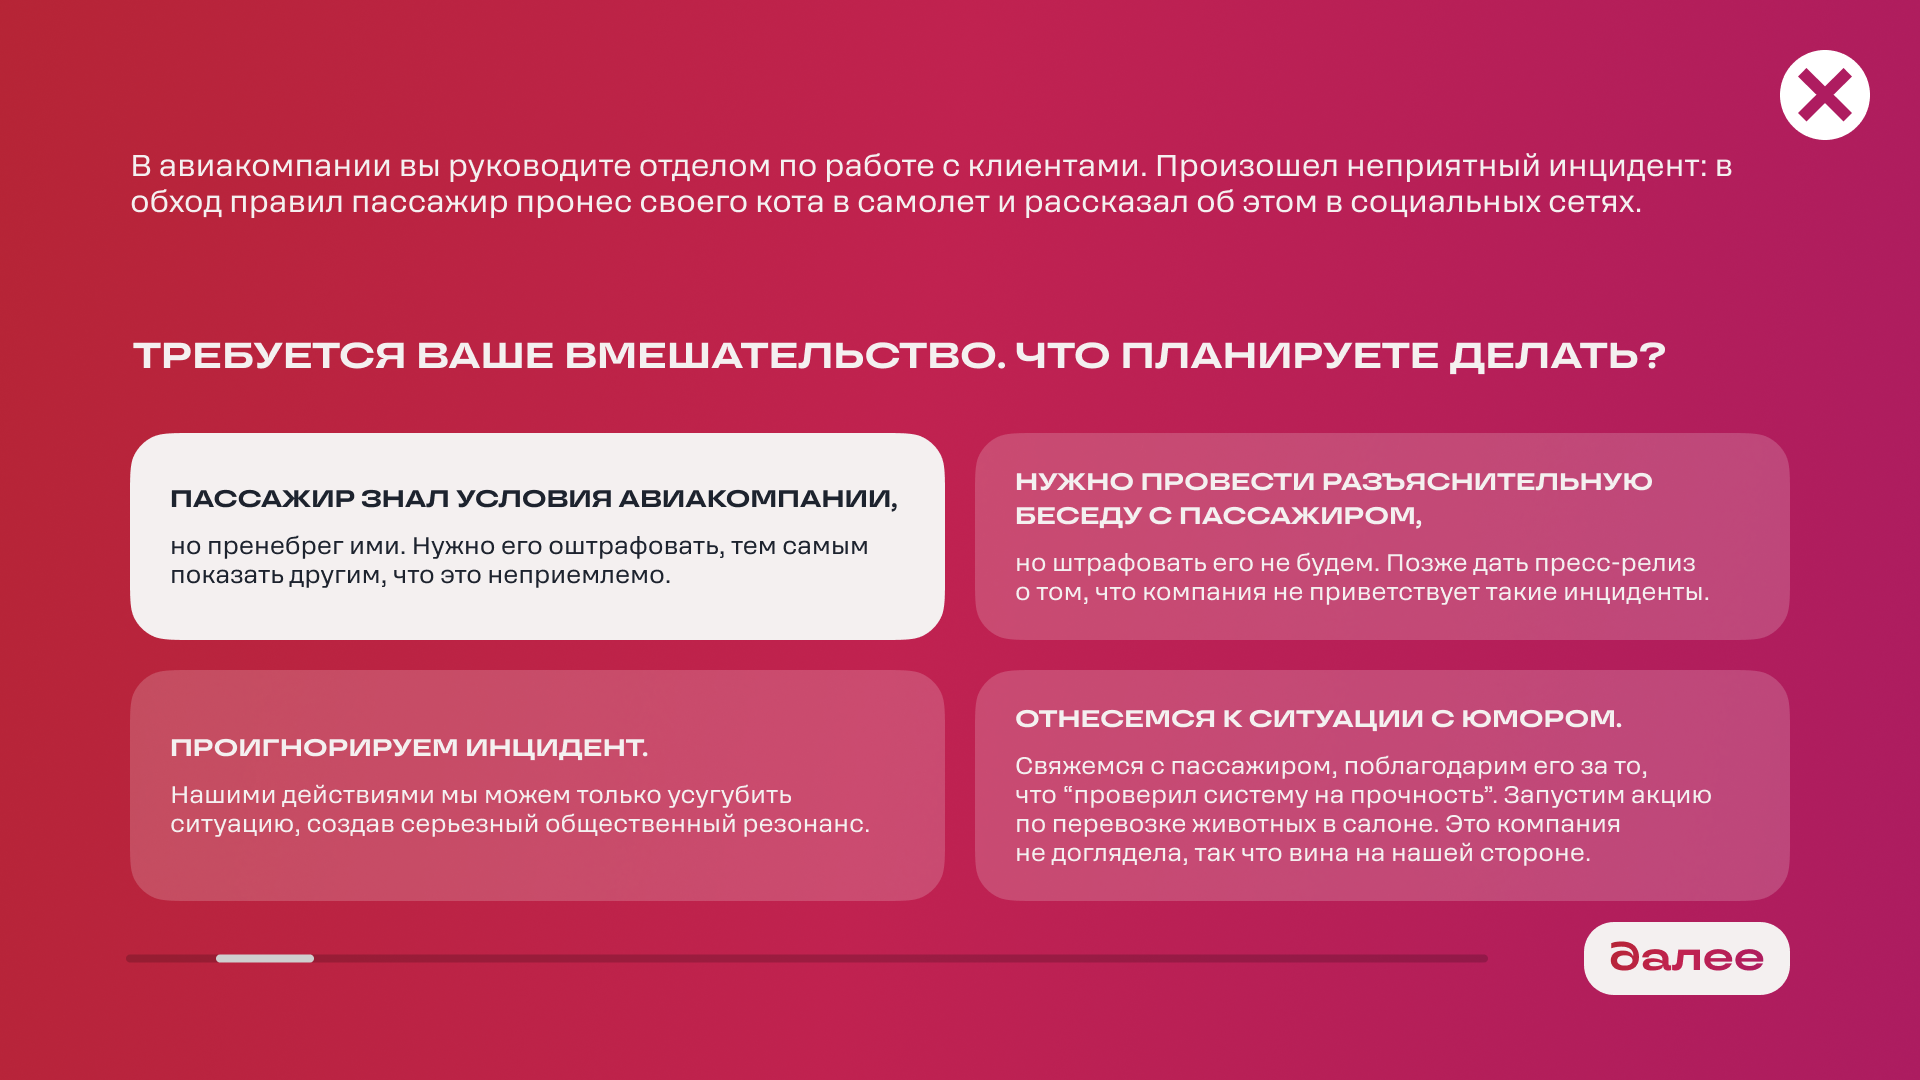 В авиакомпании вы руководите отделом по работе с клиентами. Произошел неприятный инцидент: в
обход правил пассажир пронес своего кота в самолет и рассказал об этом в социальных сетях.
ТРЕБУЕТСЯ ВАШЕ ВМЕШАТЕЛЬСТВО. ЧТО ПЛАНИРУЕТЕ ДЕЛАТЬ?
ПАССАЖИР ЗНАЛ УСЛОВИЯ АВИАКОМПАНИИ,
но пренебрег ими. Нужно его оштрафовать, тем самым
показать другим, что это неприемлемо.
НУЖНО ПРОВЕСТИ РАЗЪЯСНИТЕЛЬНУЮ
БЕСЕДУ С ПАССАЖИРОМ,
но штрафовать его не будем. Позже дать пресс-релиз
о том, что компания не приветствует такие инциденты.
ПРОИГНОРИРУЕМ ИНЦИДЕНТ.
Нашими действиями мы можем только усугубить
ситуацию, создав серьезный общественный резонанс.
ОТНЕСЕМСЯ К СИТУАЦИИ С ЮМОРОМ.
Свяжемся с пассажиром, поблагодарим его за то,
что “проверил систему на прочность”. Запустим акцию
по перевозке животных в салоне. Это компания
не доглядела, так что вина на нашей стороне.
далее